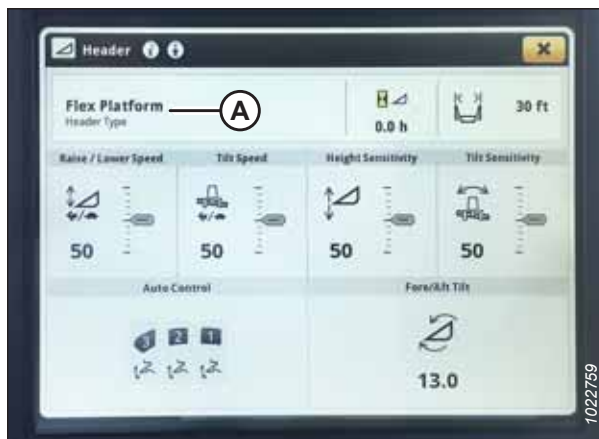 Header
Flex Platform
A
Header Type
0.0 h
30 ft
Raise / Lower Speed
Tilt Speed
Height Sensitivity
Tilt Sensitivity
50
50
50
50
Auto Control
Fore/Aft Tilt
3 2 1
13.0
1022759